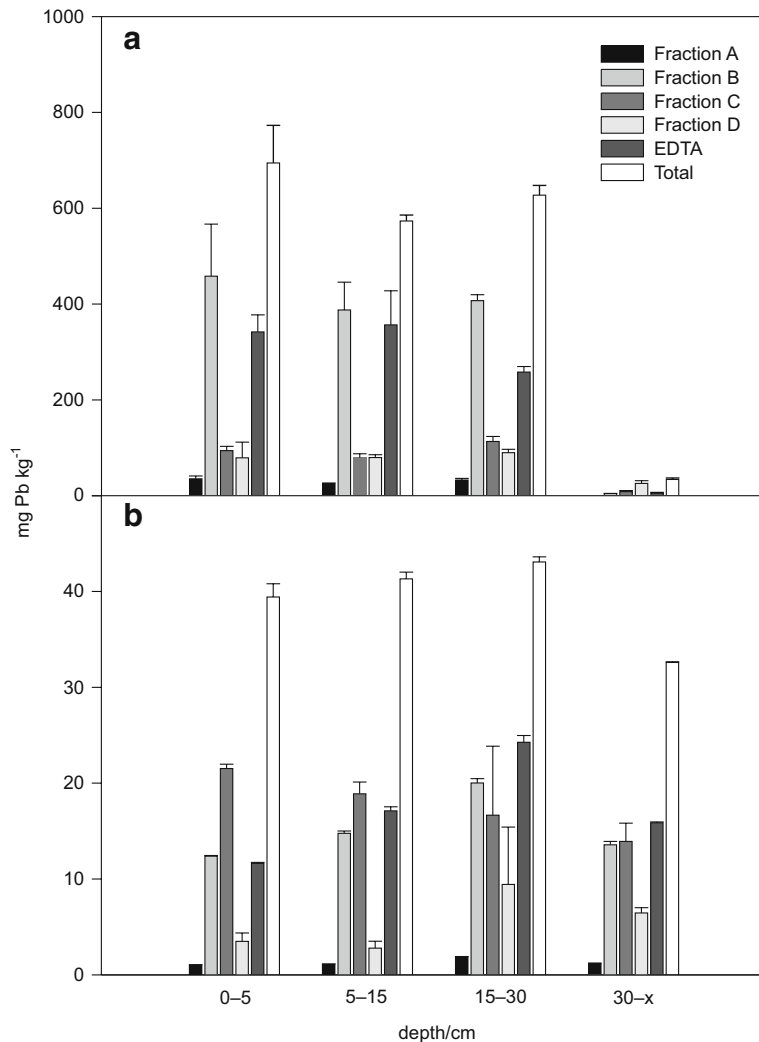 1000
a
Fraction A
Fraction B
Fraction C
Fraction D
EDTA
Total
800
600
400
200
0
mg Pb kg⁻¹
b
40
30
20
10
0
0–5 5–15 15–30 30–x
depth/cm